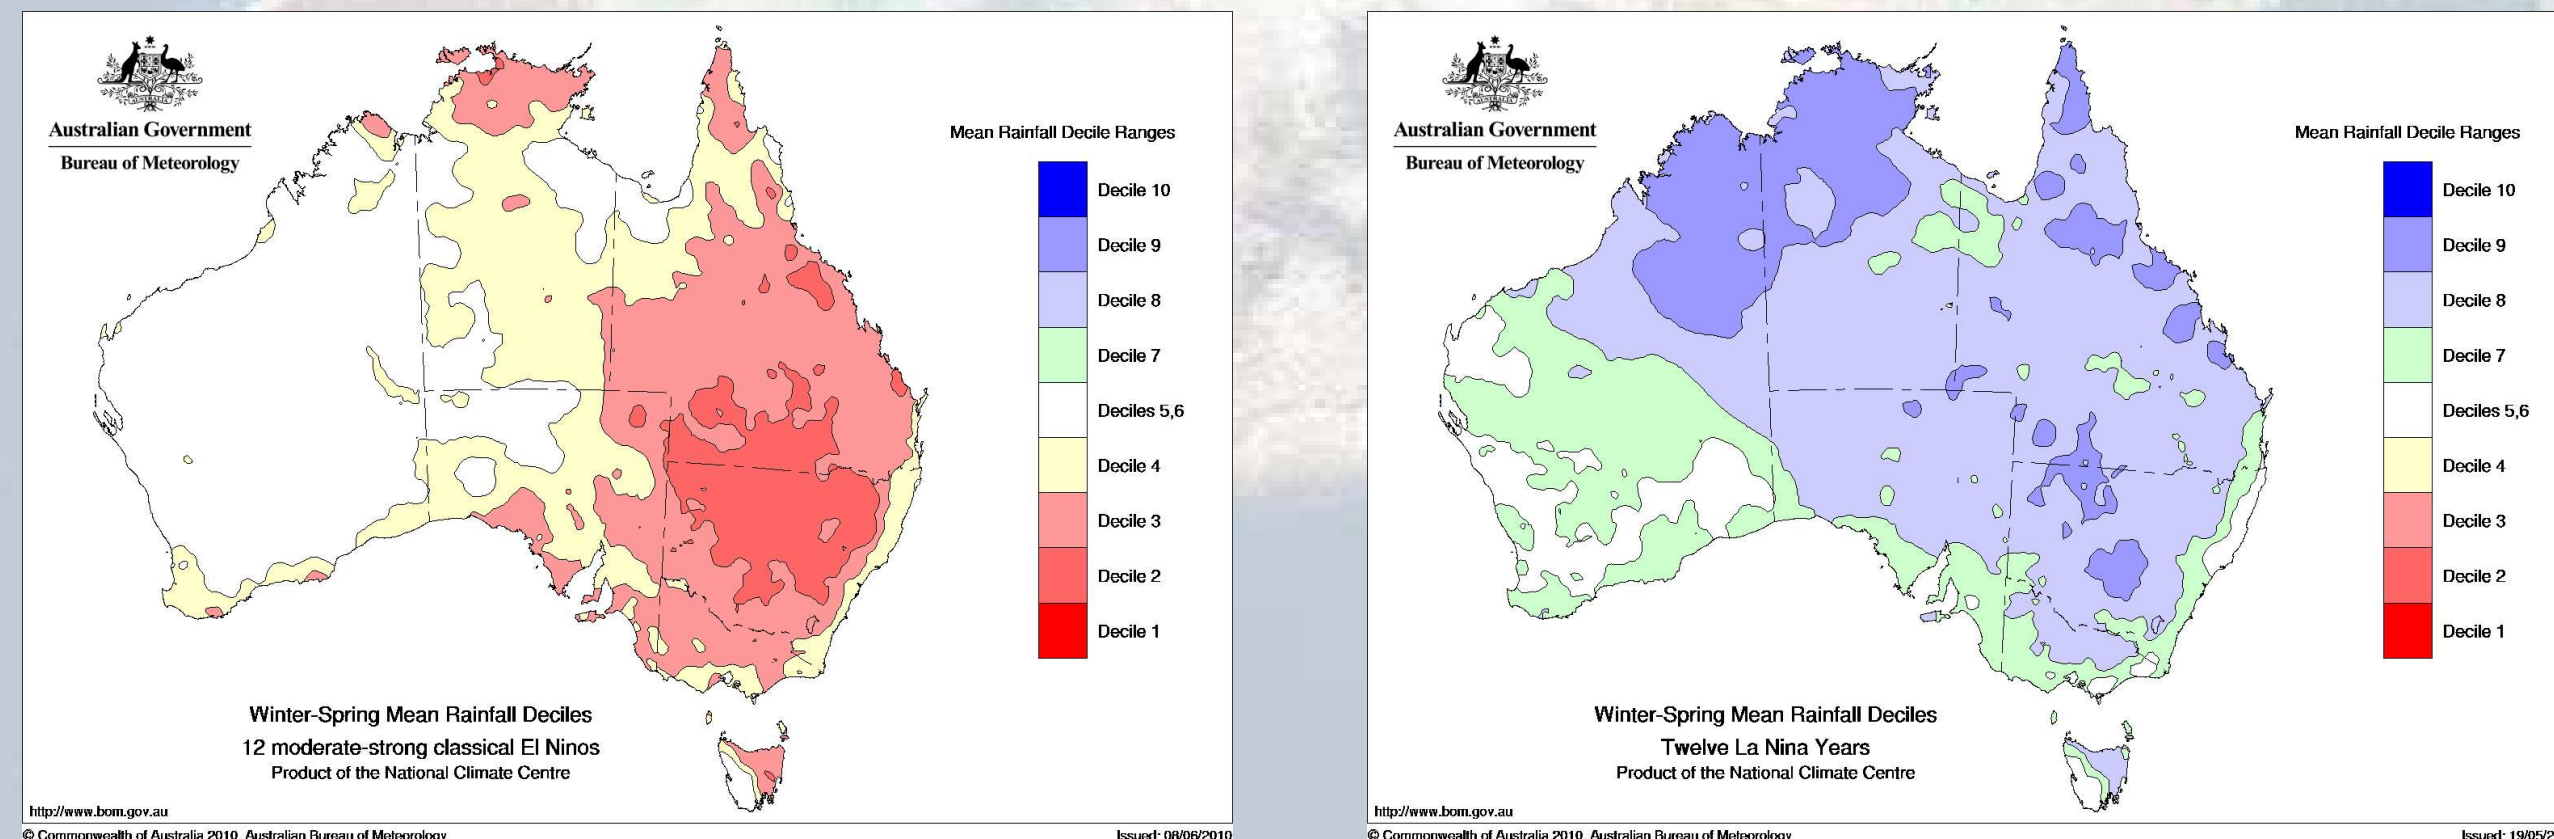 AUSTRALIA
Australian Government
Bureau of Meteorology
Mean Rainfall Decile Ranges
Decile 10
Decile 9
Decile 8
Decile 7
Deciles 5,6
Decile 4
Decile 3
Decile 2
Decile 1
Winter-Spring Mean Rainfall Deciles
12 moderate-strong classical El Ninos
Product of the National Climate Centre
http://www.bom.gov.au
© Commonwealth of Australia 2010 Australian Bureau of Meteorology
Issued: 08/06/2010
AUSTRALIA
Australian Government
Bureau of Meteorology
Mean Rainfall Decile Ranges
Decile 10
Decile 9
Decile 8
Decile 7
Deciles 5,6
Decile 4
Decile 3
Decile 2
Decile 1
Winter-Spring Mean Rainfall Deciles
Twelve La Nina Years
Product of the National Climate Centre
http://www.bom.gov.au
© Commonwealth of Australia 2010 Australian Bureau of Meteorology
Issued: 19/05/2